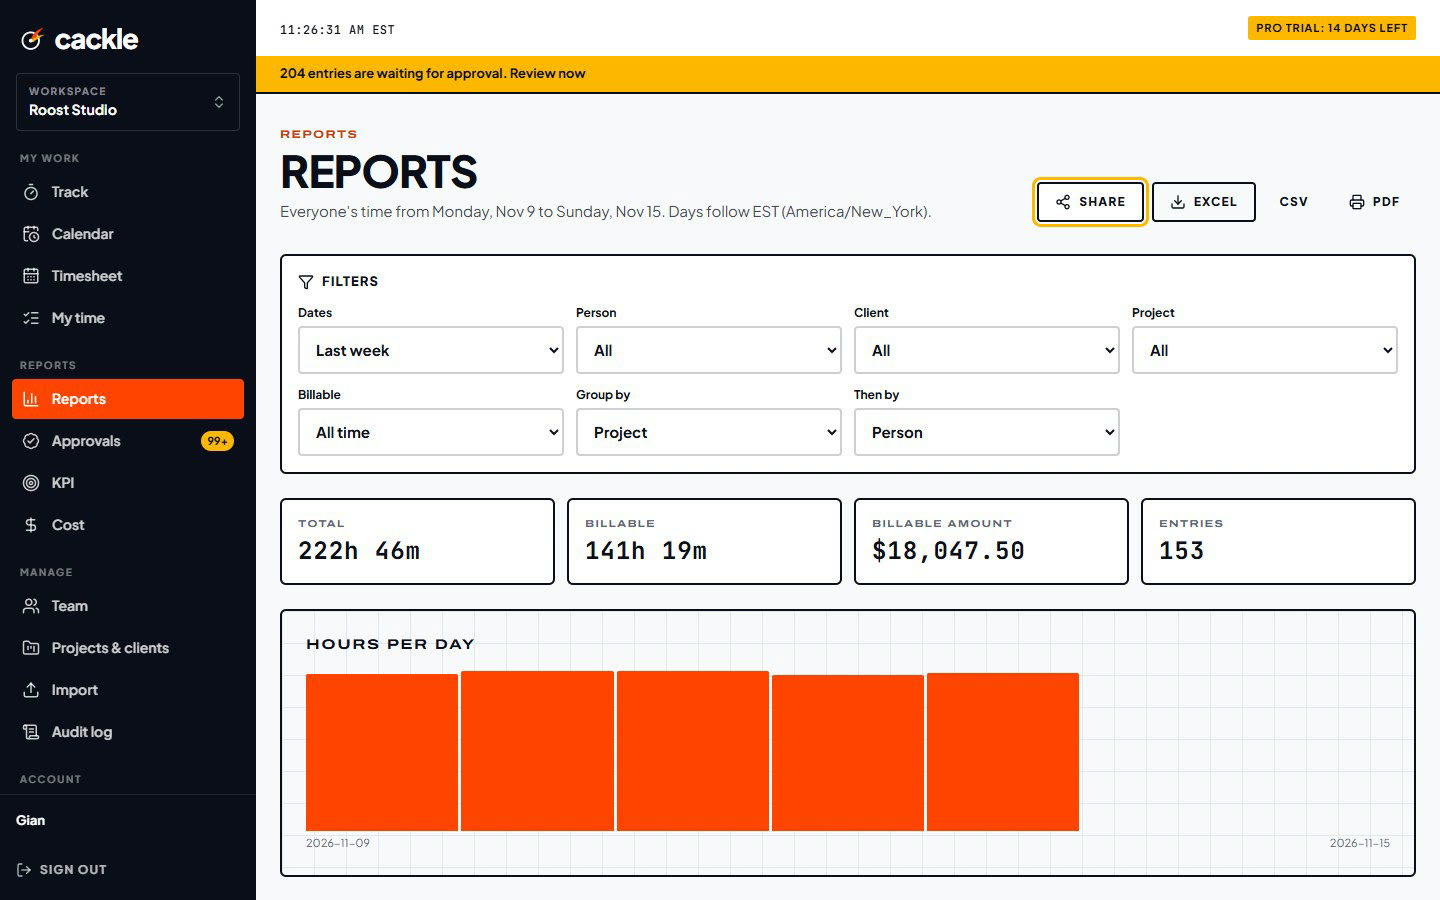 cackle
WORKSPACE
Roost Studio
MY WORK
Track
Calendar
Timesheet
My time
REPORTS
Reports
Approvals 99+
KPI
Cost
MANAGE
Team
Projects & clients
Import
Audit log
ACCOUNT
Gian
SIGN OUT
11:26:31 AM EST
PRO TRIAL: 14 DAYS LEFT
204 entries are waiting for approval. Review now
REPORTS
REPORTS
Everyone's time from Monday, Nov 9 to Sunday, Nov 15. Days follow EST (America/New_York).
SHARE EXCEL CSV PDF
FILTERS
Dates Person Client Project
Last week All All All
Billable Group by Then by
All time Project Person
TOTAL BILLABLE BILLABLE AMOUNT ENTRIES
222h 46m 141h 19m $18,047.50 153
HOURS PER DAY
2026-11-09 2026-11-15